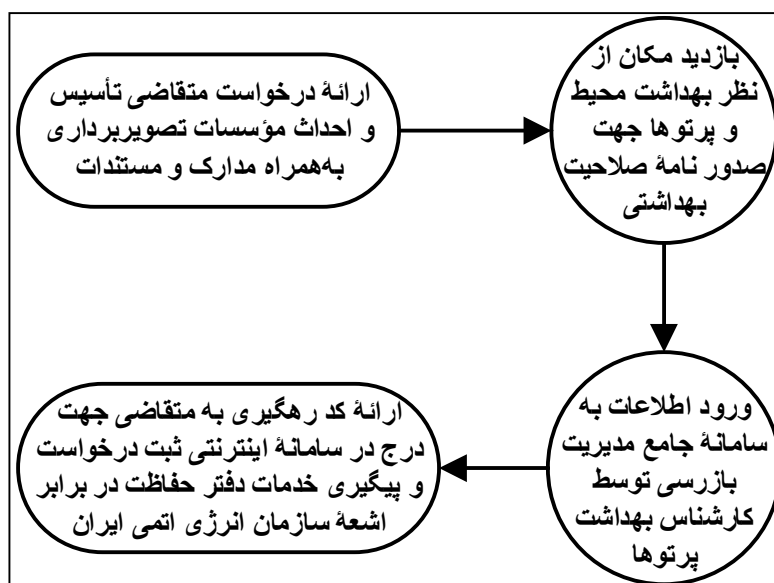 ارائهٔ درخواست متقاضی تأسیس
و احداث مؤسسات تصویربرداری
به‌همراه مدارک و مستندات
بازدید مکان از
نظر بهداشت محیط
و پرتوها جهت
صدور نامهٔ صلاحیت
بهداشتی
ورود اطلاعات به
سامانهٔ جامع مدیریت
بازرسی توسط
کارشناس بهداشت
پرتوها
ارائهٔ کد رهگیری به متقاضی جهت
درج در سامانهٔ اینترنتی ثبت درخواست
و پیگیری خدمات دفتر حفاظت در برابر
اشعهٔ سازمان انرژی اتمی ایران